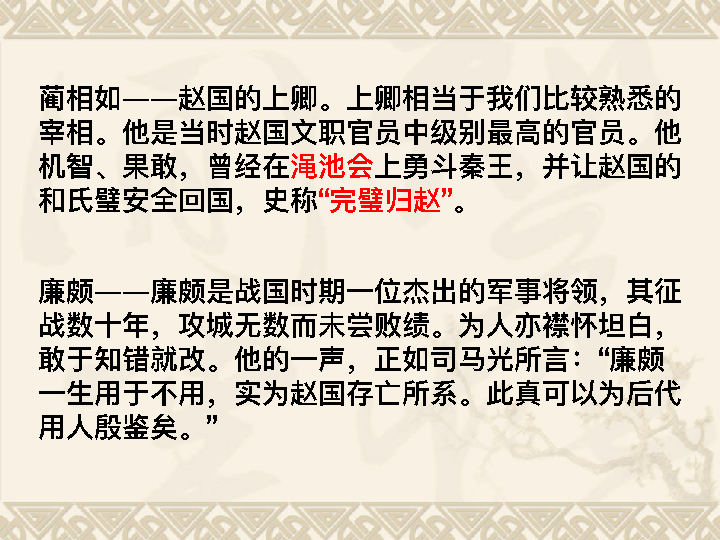 蔺相如——赵国的上卿。上卿相当于我们比较熟悉的
宰相。他是当时赵国文职官员中级别最高的官员。他
机智、果敢，曾经在渑池会上勇斗秦王，并让赵国的
和氏璧安全回国，史称“完璧归赵”。
廉颇——廉颇是战国时期一位杰出的军事将领，其征
战数十年，攻城无数而未尝败绩。为人亦襟怀坦白，
敢于知错就改。他的一声，正如司马光所言：“廉颇
一生用于不用，实为赵国存亡所系。此真可以为后代
用人殷鉴矣。”